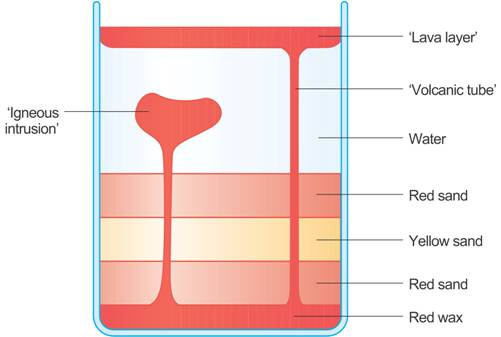 'Lava layer'
'Volcanic tube'
'Igneous
intrusion'
Water
Red sand
Yellow sand
Red sand
Red wax